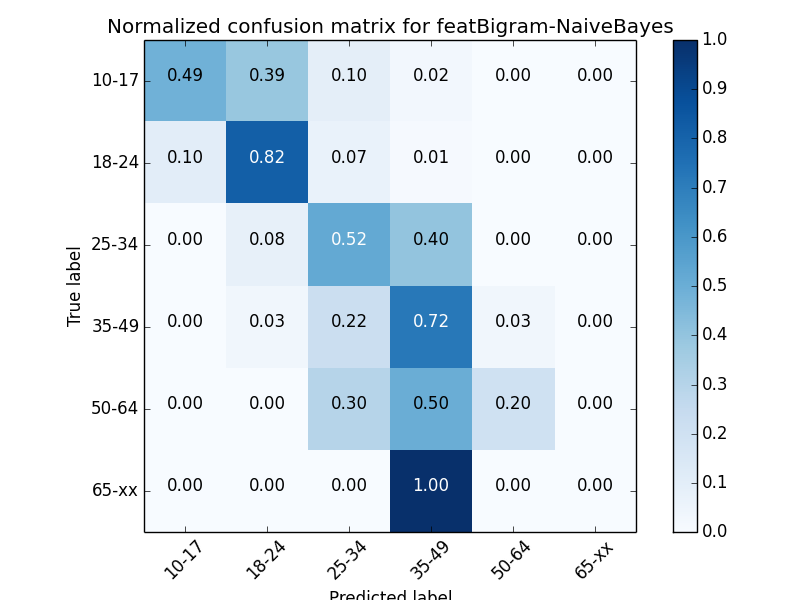 Normalized confusion matrix for featBigram-NaiveBayes
True label
10-17 0.49 0.39 0.10 0.02 0.00 0.00
18-24 0.10 0.82 0.07 0.01 0.00 0.00
25-34 0.00 0.08 0.52 0.40 0.00 0.00
35-49 0.00 0.03 0.22 0.72 0.03 0.00
50-64 0.00 0.00 0.30 0.50 0.20 0.00
65-xx 0.00 0.00 0.00 1.00 0.00 0.00
10-17 18-24 25-34 35-49 50-64 65-xx
Predicted label
1.0
0.9
0.8
0.7
0.6
0.5
0.4
0.3
0.2
0.1
0.0